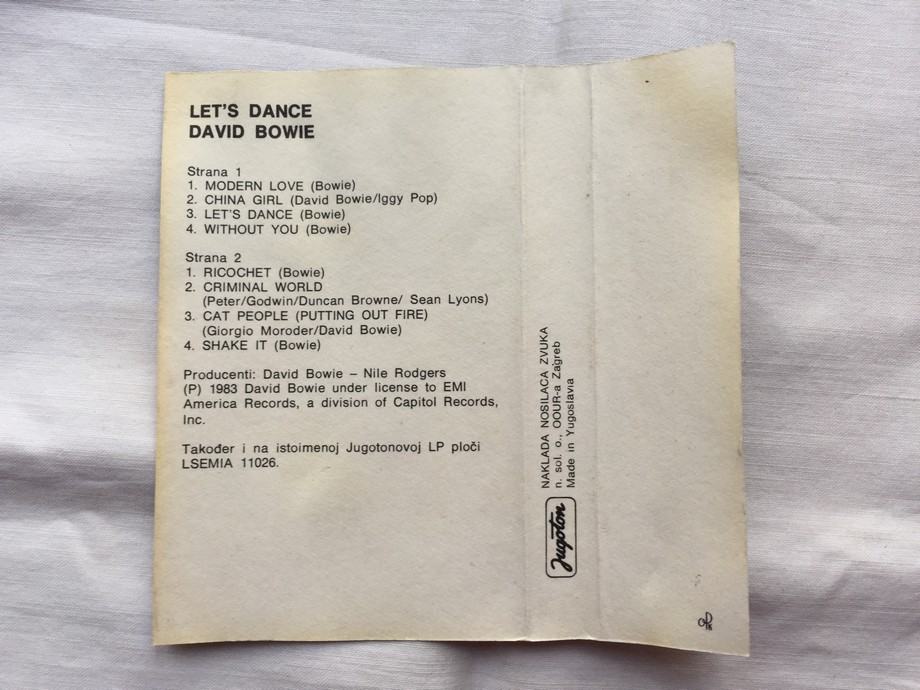 LET'S DANCE
DAVID BOWIE
Strana 1
1. MODERN LOVE (Bowie)
2. CHINA GIRL (David Bowie/Iggy Pop)
3. LET'S DANCE (Bowie)
4. WITHOUT YOU (Bowie)
Strana 2
1. RICOCHET (Bowie)
2. CRIMINAL WORLD
(Peter/Godwin/Duncan Browne/ Sean Lyons)
3. CAT PEOPLE (PUTTING OUT FIRE)
(Giorgio Moroder/David Bowie)
4. SHAKE IT (Bowie)
Producenti: David Bowie – Nile Rodgers
(P) 1983 David Bowie under license to EMI
America Records, a division of Capitol Records,
Inc.
Također i na istoimenoj Jugotonovoj LP ploči
LSEMIA 11026.
Jugoton
NAKLADA NOSILACA ZVUKA
n. sol. o., OOUR-a Zagreb
Made in Yugoslavia